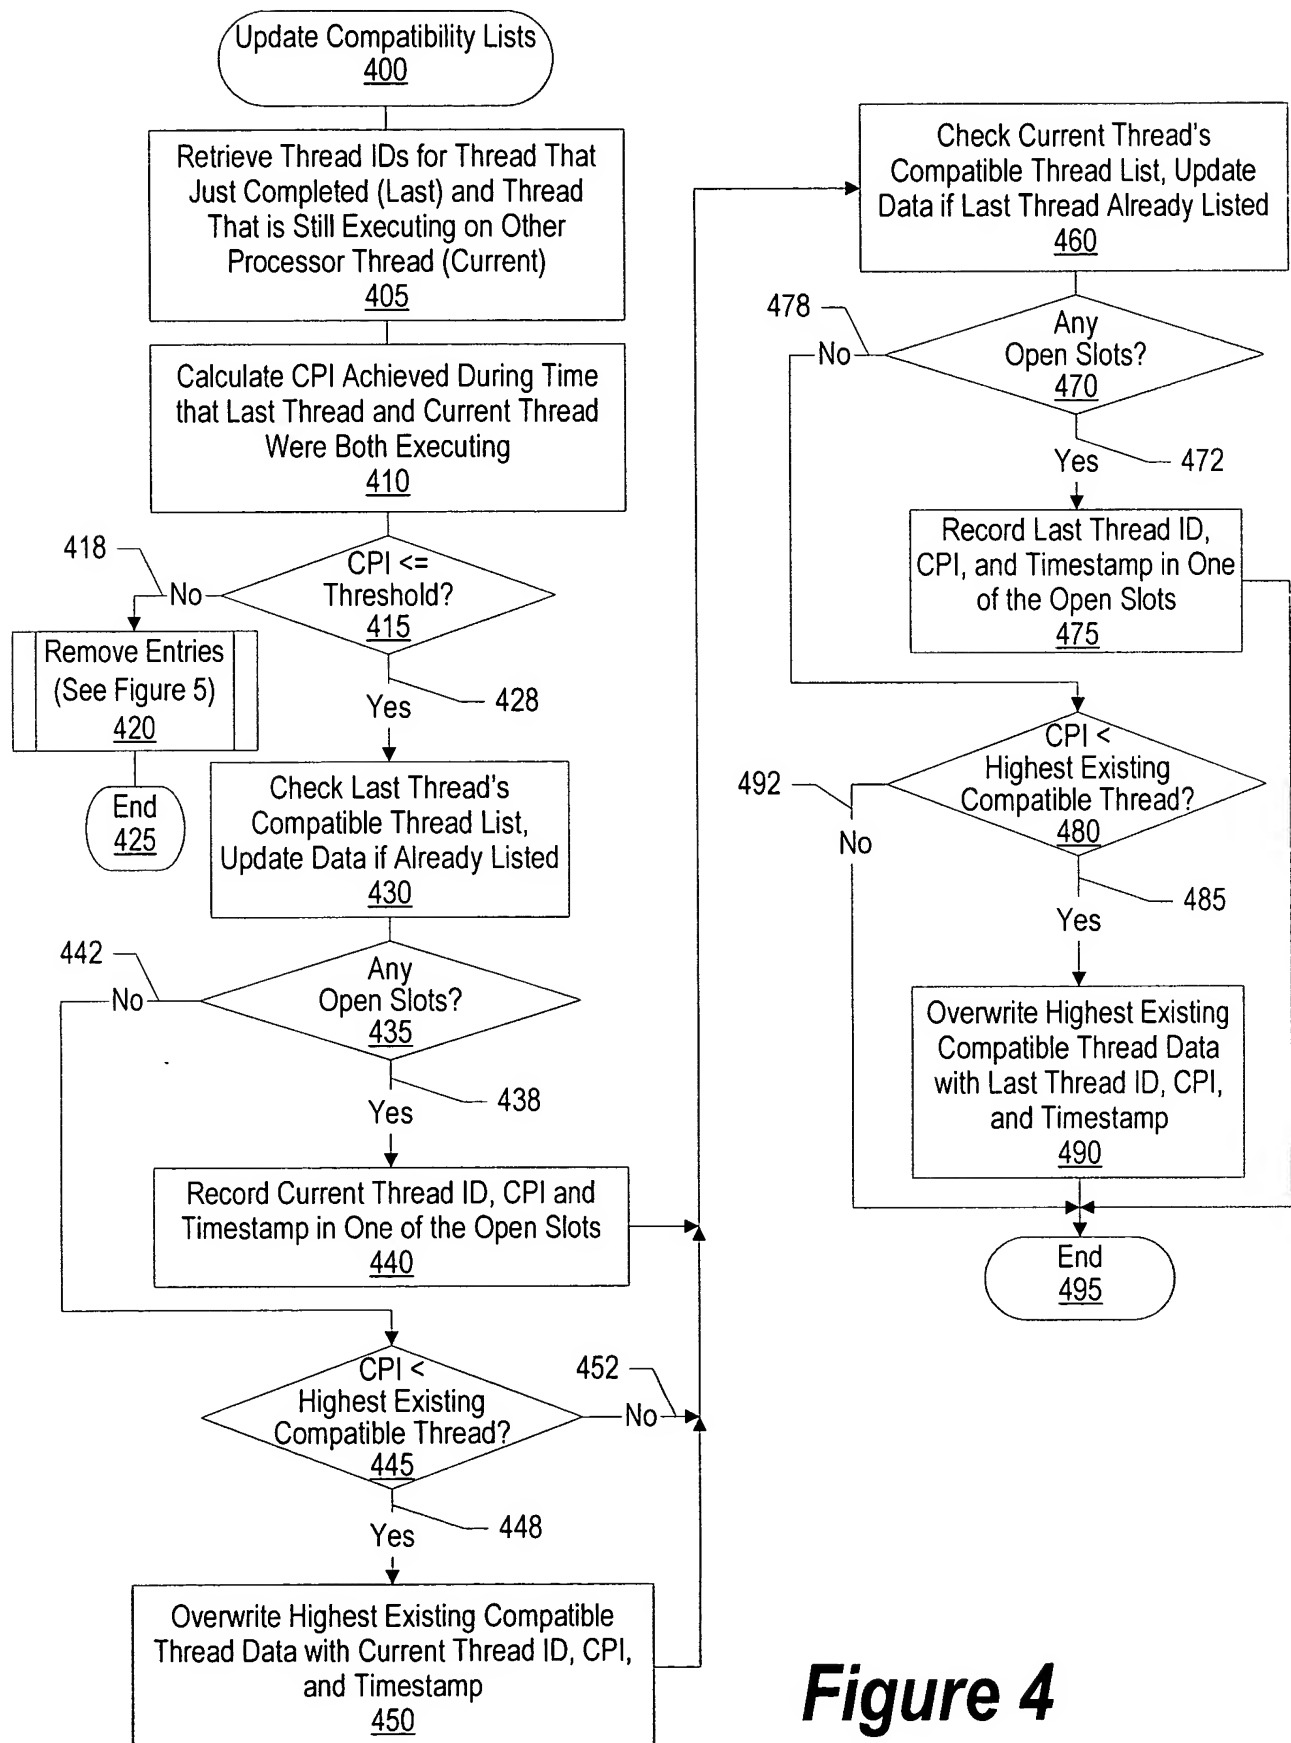 Update Compatibility Lists
400
Retrieve Thread IDs for Thread That
Just Completed (Last) and Thread
That is Still Executing on Other
Processor Thread (Current)
405
Calculate CPI Achieved During Time
that Last Thread and Current Thread
Were Both Executing
410
418
No
CPI <=
Threshold?
415
Remove Entries
(See Figure 5)
420
Yes
428
End
425
Check Last Thread's
Compatible Thread List,
Update Data if Already Listed
430
442
No
Any
Open Slots?
435
Yes
438
Record Current Thread ID, CPI and
Timestamp in One of the Open Slots
440
CPI <
Highest Existing
Compatible Thread?
445
452
No
Yes
448
Overwrite Highest Existing Compatible
Thread Data with Current Thread ID, CPI,
and Timestamp
450
Check Current Thread's
Compatible Thread List, Update
Data if Last Thread Already Listed
460
478
No
Any
Open Slots?
470
Yes
472
Record Last Thread ID,
CPI, and Timestamp in One
of the Open Slots
475
CPI <
Highest Existing
Compatible Thread?
480
492
No
Yes
485
Overwrite Highest Existing
Compatible Thread Data
with Last Thread ID, CPI,
and Timestamp
490
End
495
Figure 4